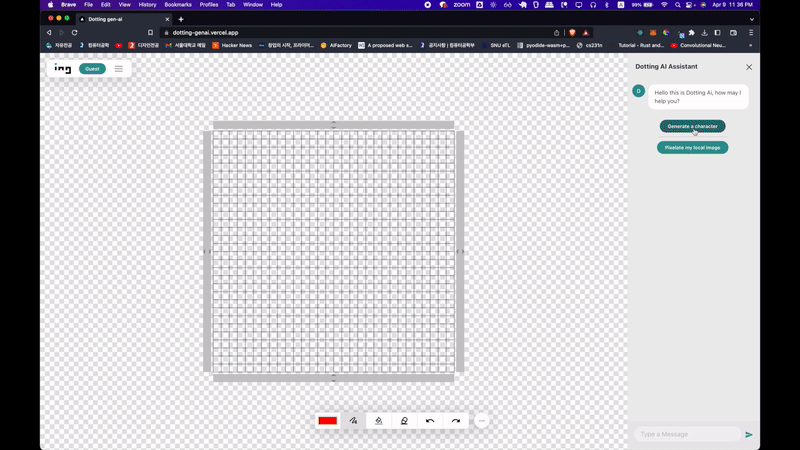 Brave File Edit View History Bookmarks Profiles Tab Window Help zoom 99% Apr 9 11 36 PM
Dotting gen-ai
dotting-genai.vercel.app
자유전공 컴퓨터공학 디자인전공 서울대학교 메일 Hacker News 창업의 시작, 프라이머... AIFactory A proposed web s... 공지사항 | 컴퓨터공학... SNU eTL pyodide-wasm+p... cs231n Tutorial - Rust and... Convolutional Neu...
ing Guest
Dotting AI Assistant
D
Hello this is Dotting Ai, how may I
help you?
Generate a character
Pixelate my local image
Type a Message